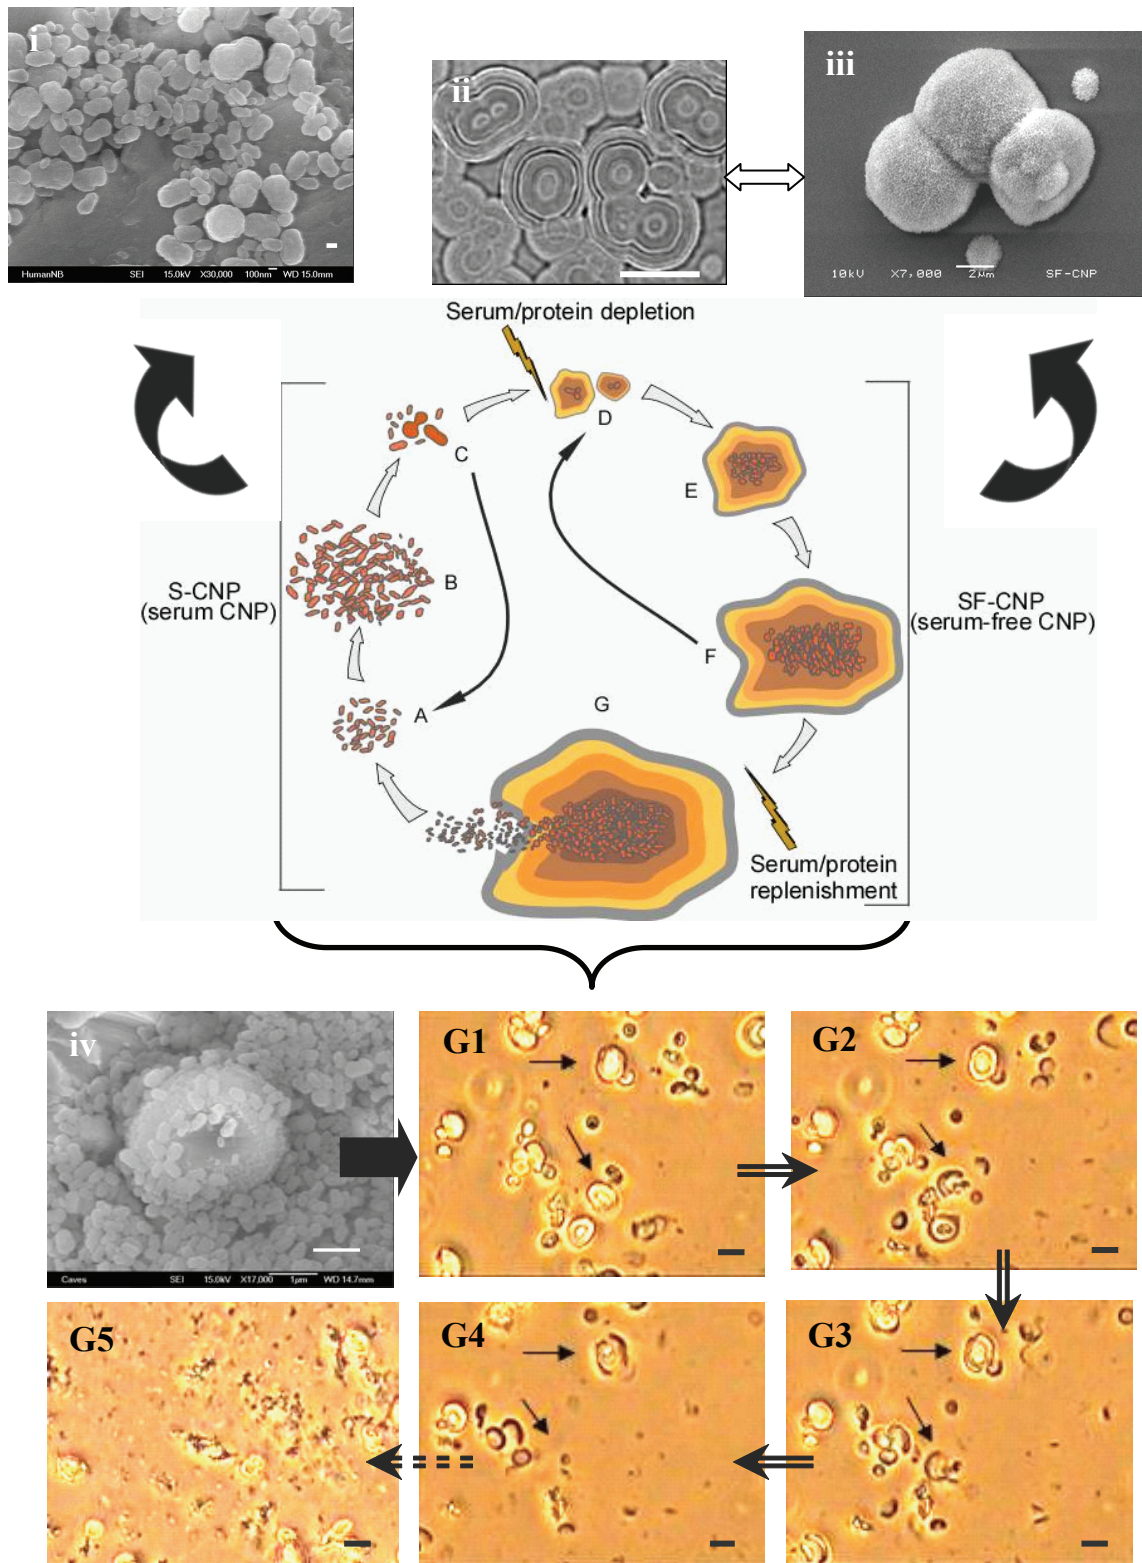 i
HumanNB SEI 15.0kV X30,000 100nm WD 15.0mm
ii
iii
10kV X7,000 2μm SF-CNP
Serum/protein depletion
D
C
E
S-CNP
(serum CNP)
B
SF-CNP
(serum-free CNP)
F
A
G
Serum/protein
replenishment
iv
Caves SEI 15.0kV X17,000 1μm WD 14.7mm
G1
G2
G5
G4
G3